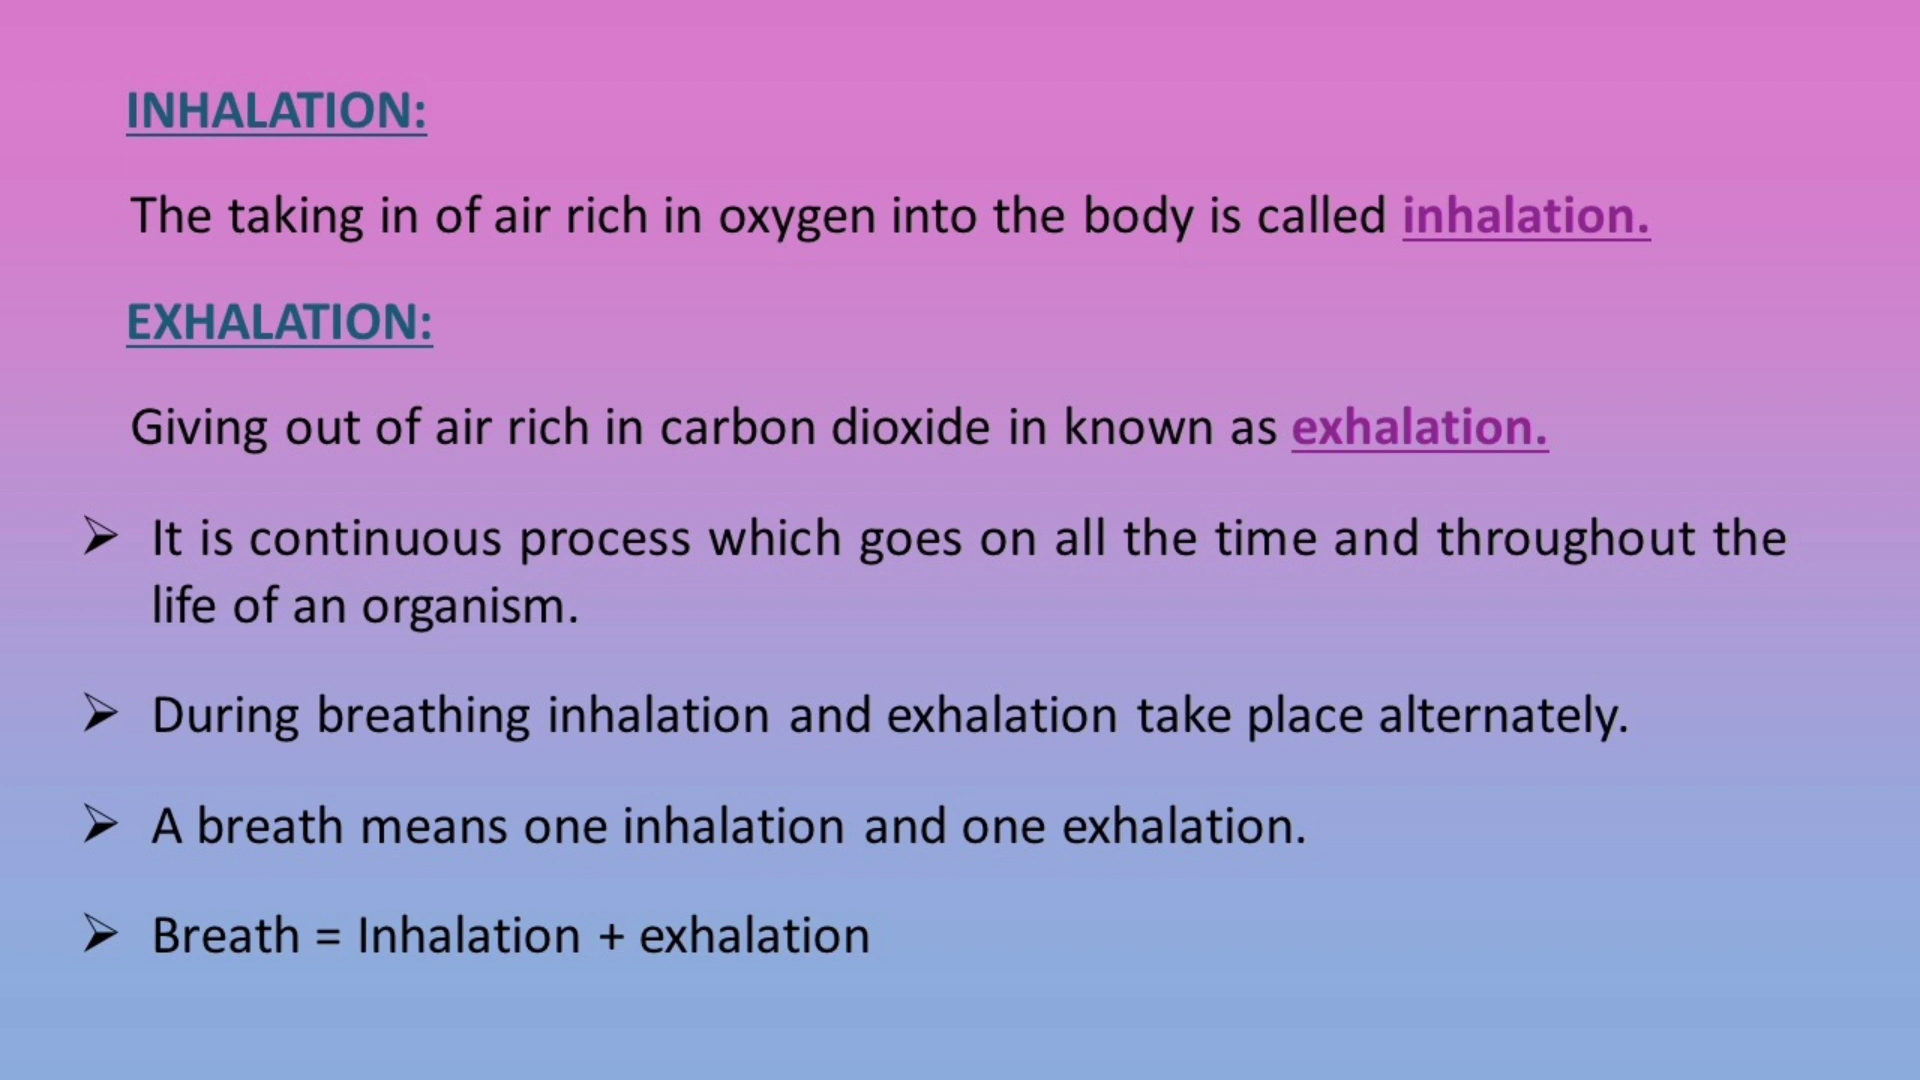 INHALATION:
The taking in of air rich in oxygen into the body is called inhalation.
EXHALATION:
Giving out of air rich in carbon dioxide in known as exhalation.
➢ It is continuous process which goes on all the time and throughout the
life of an organism.
➢ During breathing inhalation and exhalation take place alternately.
➢ A breath means one inhalation and one exhalation.
➢ Breath = Inhalation + exhalation